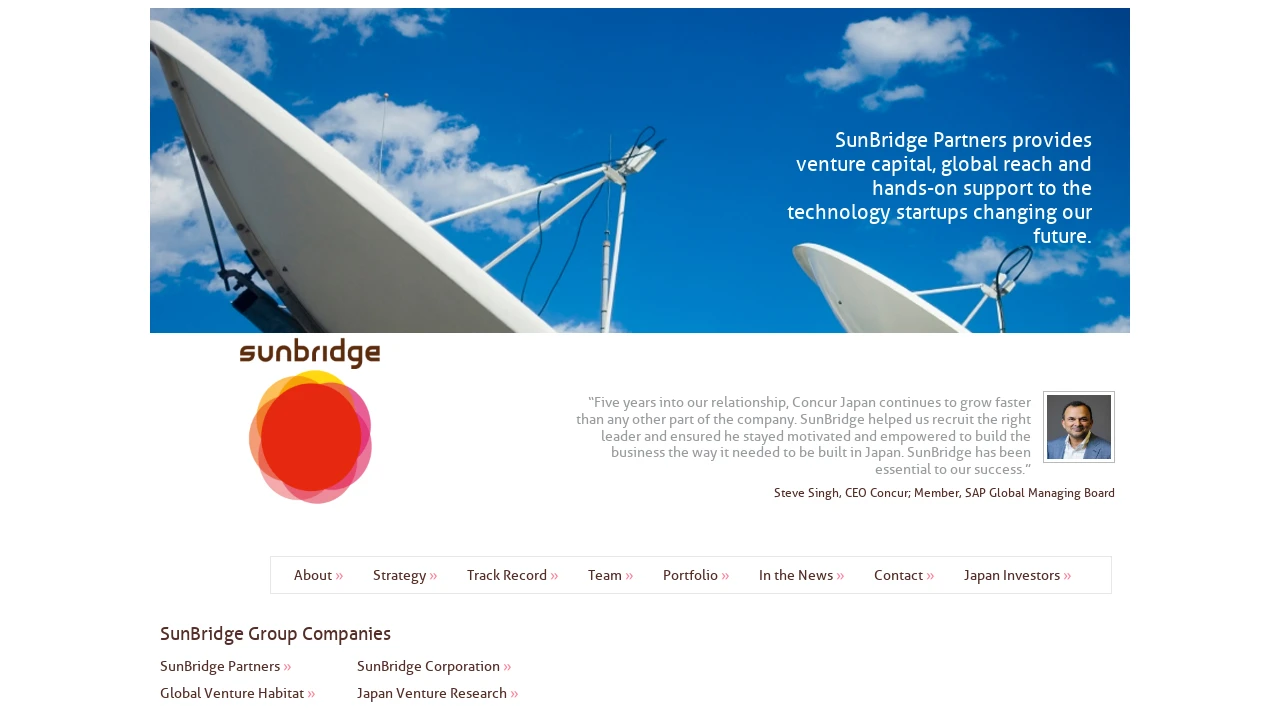 SunBridge Partners provides
venture capital, global reach and
hands-on support to the
technology startups changing our
future.
sunbridge
“Five years into our relationship, Concur Japan continues to grow faster
than any other part of the company. SunBridge helped us recruit the right
leader and ensured he stayed motivated and empowered to build the
business the way it needed to be built in Japan. SunBridge has been
essential to our success.”
Steve Singh, CEO Concur; Member, SAP Global Managing Board
About » Strategy » Track Record » Team » Portfolio » In the News » Contact » Japan Investors »
SunBridge Group Companies
SunBridge Partners » SunBridge Corporation »
Global Venture Habitat » Japan Venture Research »